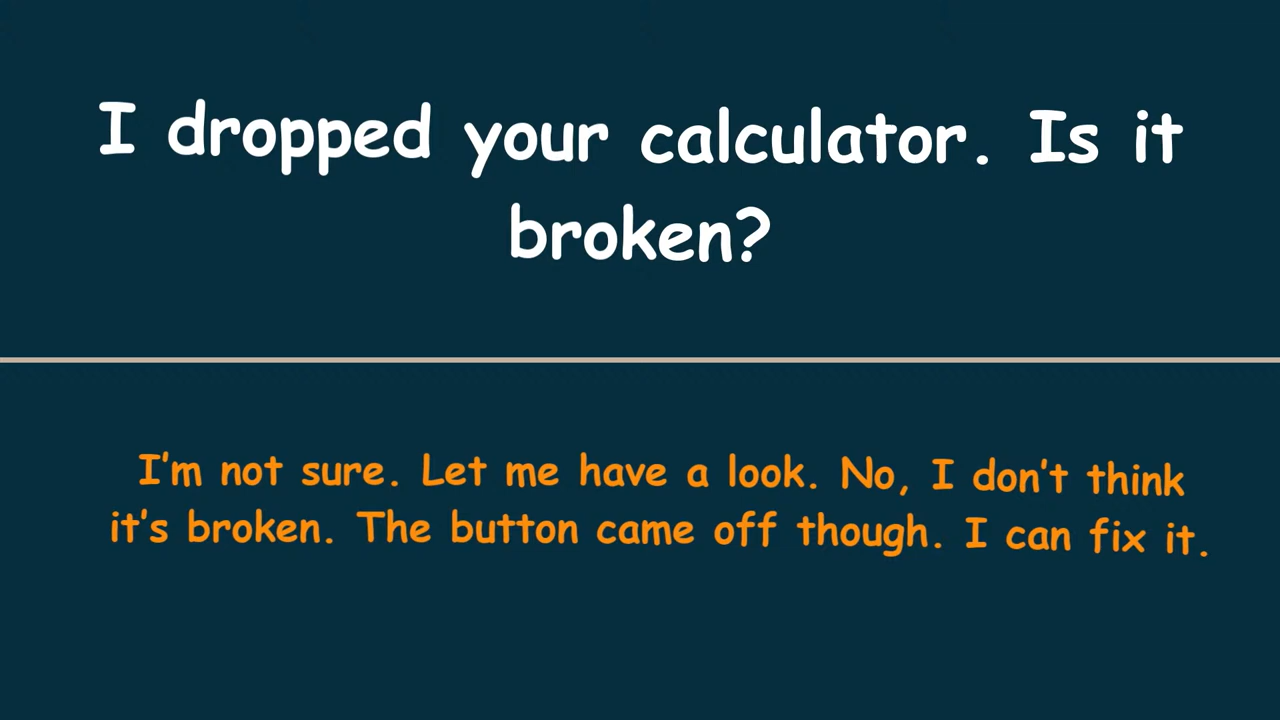 I dropped your calculator. Is it
broken?
I'm not sure. Let me have a look. No, I don't think
it's broken. The button came off though. I can fix it.